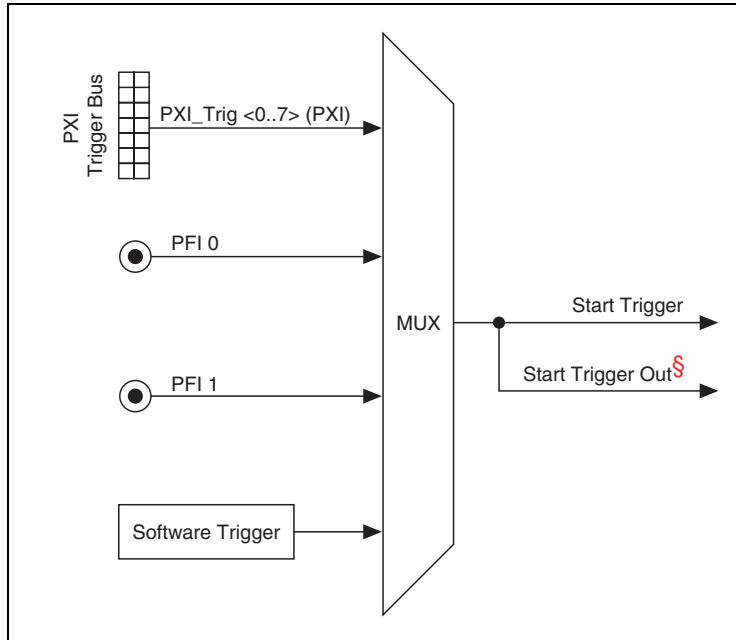 PXI
Trigger Bus
PXI_Trig <0..7> (PXI)
PFI 0
PFI 1
Software Trigger
MUX
Start Trigger
Start Trigger Out§